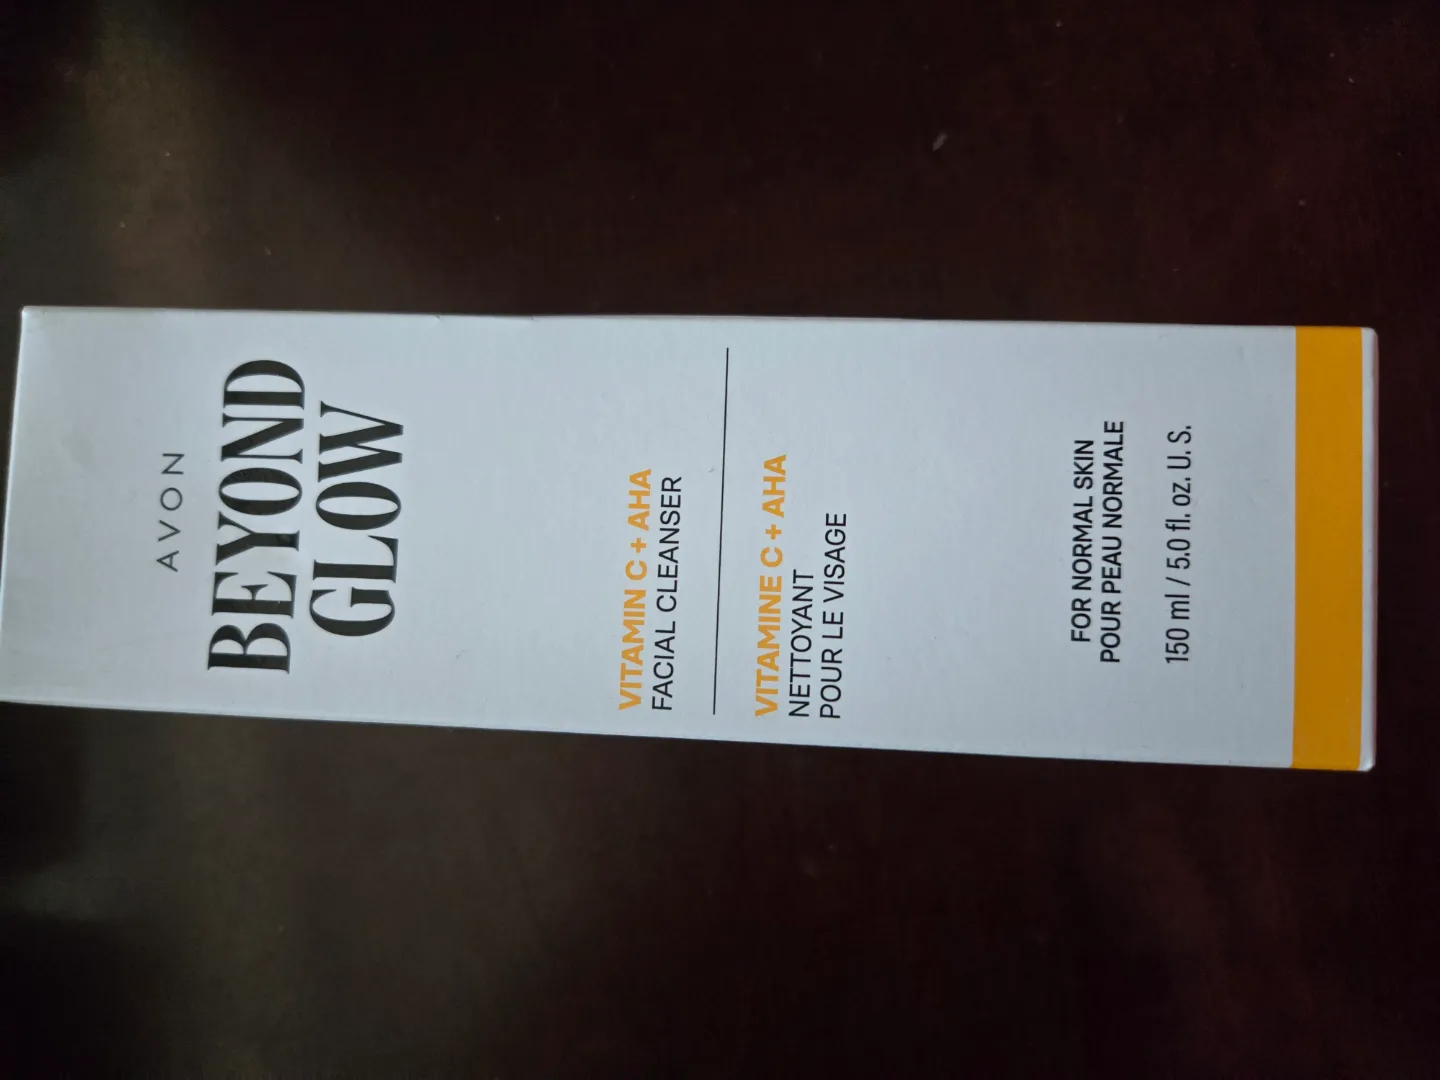 AVON
BEYOND
GLOW
VITAMIN C + AHA
FACIAL CLEANSER
VITAMINE C + AHA
NETTOYANT
POUR LE VISAGE
FOR NORMAL SKIN
POUR PEAU NORMALE
150 ml / 5.0 fl. oz. U. S.